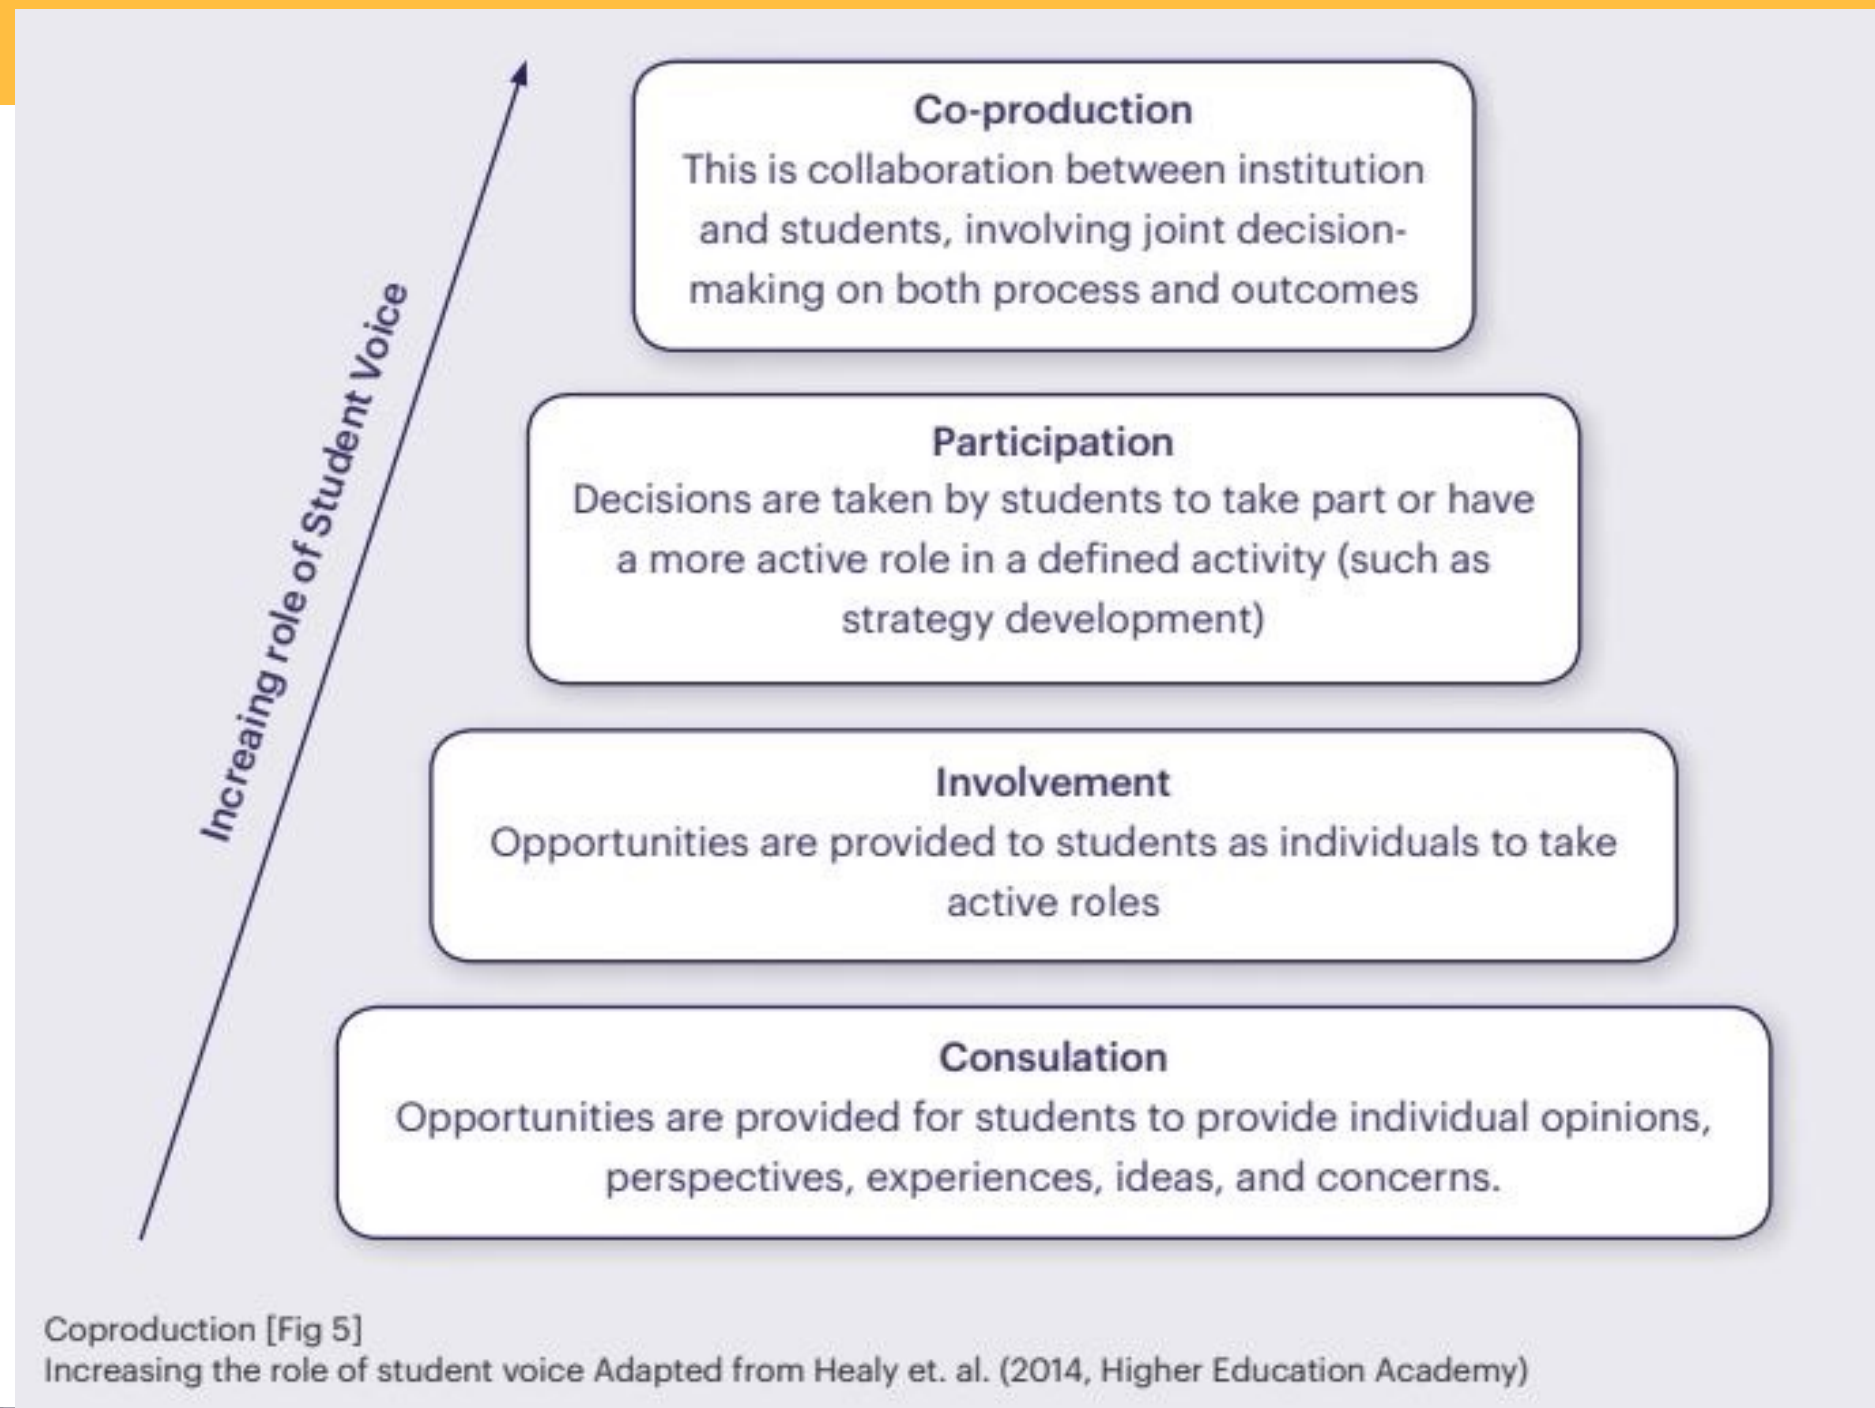 Co-production
This is collaboration between institution
and students, involving joint decision-
making on both process and outcomes
Increaing role of Student Voice
Participation
Decisions are taken by students to take part or have
a more active role in a defined activity (such as
strategy development)
Involvement
Opportunities are provided to students as individuals to take
active roles
Consulation
Opportunities are provided for students to provide individual opinions,
perspectives, experiences, ideas, and concerns.
Coproduction [Fig 5]
Increasing the role of student voice Adapted from Healy et. al. (2014, Higher Education Academy)